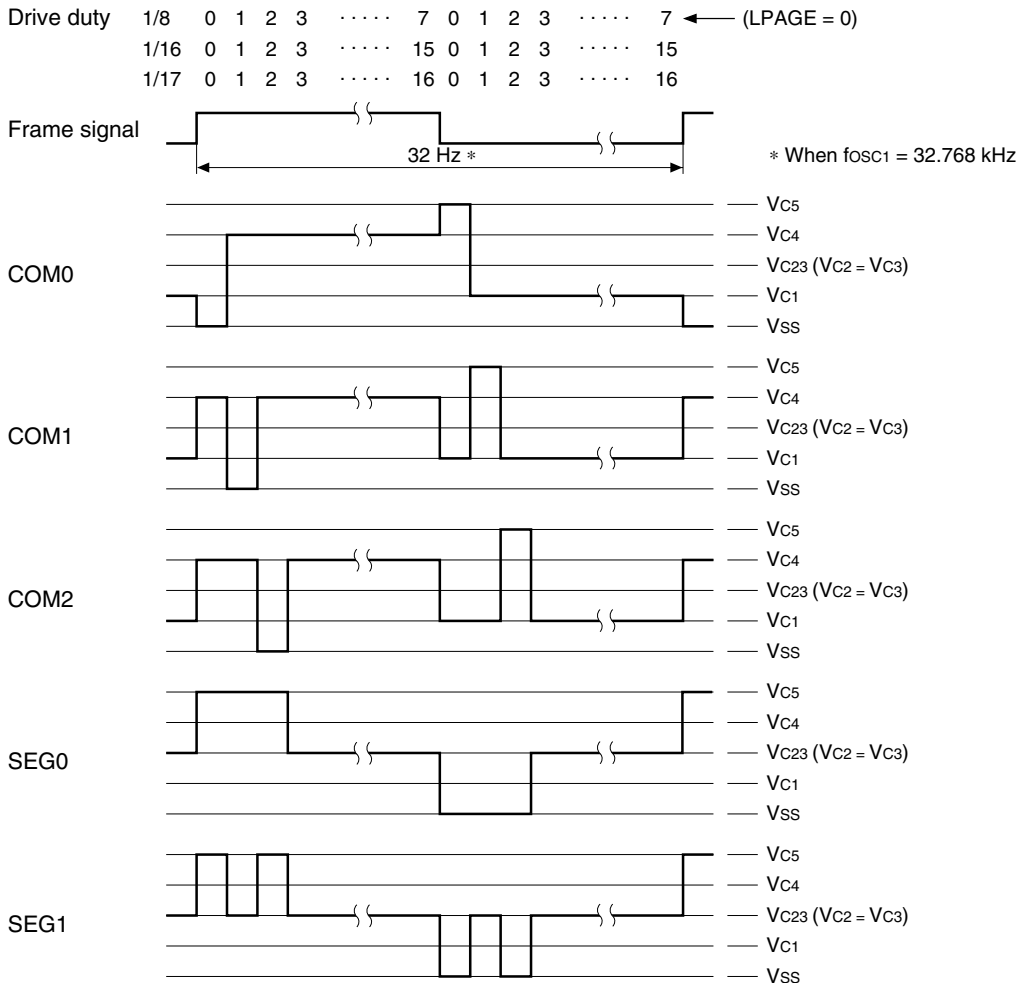 Drive duty 1/8 0 1 2 3 ····· 7 0 1 2 3 ····· 7 (LPAGE = 0)
1/16 0 1 2 3 ····· 15 0 1 2 3 ····· 15
1/17 0 1 2 3 ····· 16 0 1 2 3 ····· 16
Frame signal
32 Hz *
* When fOSC1 = 32.768 kHz
COM0
VC5
VC4
VC23 (VC2 = VC3)
VC1
VSS
COM1
VC5
VC4
VC23 (VC2 = VC3)
VC1
VSS
COM2
VC5
VC4
VC23 (VC2 = VC3)
VC1
VSS
SEG0
VC5
VC4
VC23 (VC2 = VC3)
VC1
VSS
SEG1
VC5
VC4
VC23 (VC2 = VC3)
VC1
VSS